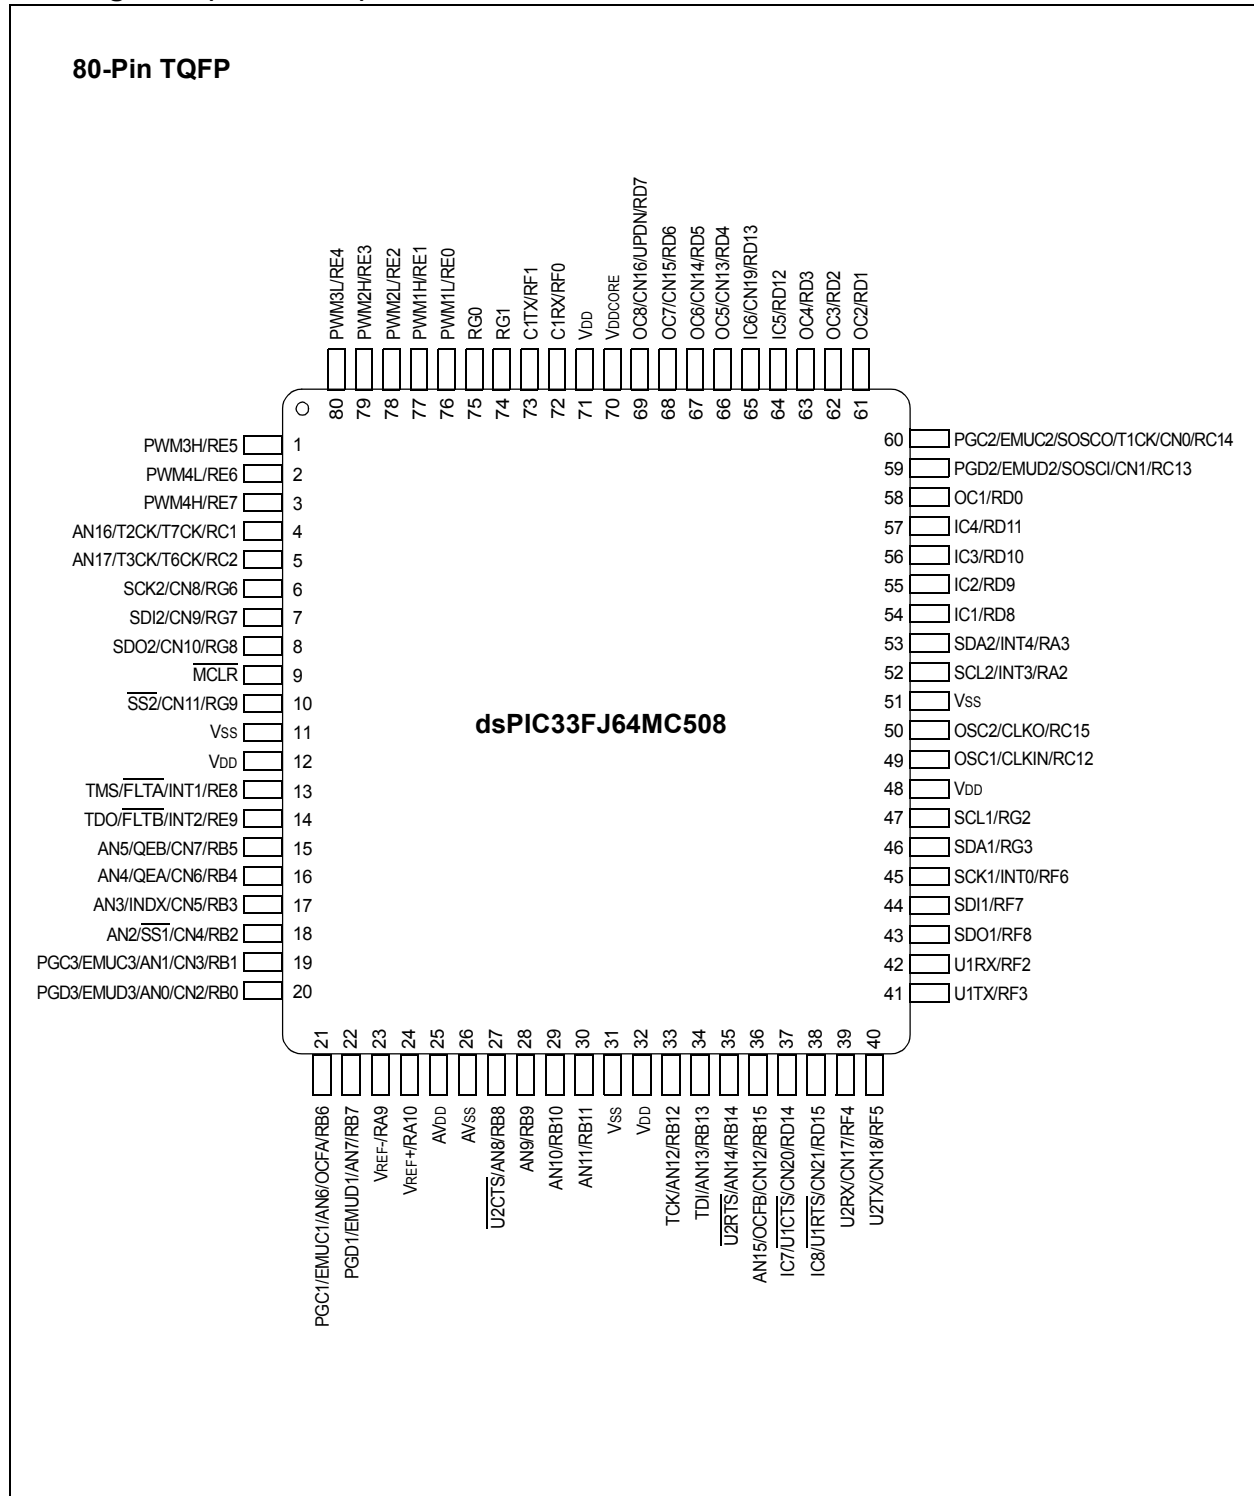 80-Pin TQFP
PWM3L/RE4
PWM2H/RE3
PWM2L/RE2
PWM1H/RE1
PWM1L/RE0
RG0
RG1
C1TX/RF1
C1RX/RF0
VDD
VDDCORE
OC8/CN16/UPDN/RD7
OC7/CN15/RD6
OC6/CN14/RD5
OC5/CN13/RD4
IC6/CN19/RD13
IC5/RD12
OC4/RD3
OC3/RD2
OC2/RD1
80 79 78 77 76 75 74 73 72 71 70 69 68 67 66 65 64 63 62 61
PWM3H/RE5 1
PWM4L/RE6 2
PWM4H/RE7 3
AN16/T2CK/T7CK/RC1 4
AN17/T3CK/T6CK/RC2 5
SCK2/CN8/RG6 6
SDI2/CN9/RG7 7
SDO2/CN10/RG8 8
MCLR 9
SS2/CN11/RG9 10
VSS 11
VDD 12
TMS/FLTA/INT1/RE8 13
TDO/FLTB/INT2/RE9 14
AN5/QEB/CN7/RB5 15
AN4/QEA/CN6/RB4 16
AN3/INDX/CN5/RB3 17
AN2/SS1/CN4/RB2 18
PGC3/EMUC3/AN1/CN3/RB1 19
PGD3/EMUD3/AN0/CN2/RB0 20
dsPIC33FJ64MC508
60 PGC2/EMUC2/SOSCO/T1CK/CN0/RC14
59 PGD2/EMUD2/SOSCI/CN1/RC13
58 OC1/RD0
57 IC4/RD11
56 IC3/RD10
55 IC2/RD9
54 IC1/RD8
53 SDA2/INT4/RA3
52 SCL2/INT3/RA2
51 VSS
50 OSC2/CLKO/RC15
49 OSC1/CLKIN/RC12
48 VDD
47 SCL1/RG2
46 SDA1/RG3
45 SCK1/INT0/RF6
44 SDI1/RF7
43 SDO1/RF8
42 U1RX/RF2
41 U1TX/RF3
21 22 23 24 25 26 27 28 29 30 31 32 33 34 35 36 37 38 39 40
PGC1/EMUC1/AN6/OCFA/RB6
PGD1/EMUD1/AN7/RB7
VREF-/RA9
VREF+/RA10
AVDD
AVSS
U2CTS/AN8/RB8
AN9/RB9
AN10/RB10
AN11/RB11
VSS
VDD
TCK/AN12/RB12
TDI/AN13/RB13
U2RTS/AN14/RB14
AN15/OCFB/CN12/RB15
IC7/U1CTS/CN20/RD14
IC8/U1RTS/CN21/RD15
U2RX/CN17/RF4
U2TX/CN18/RF5